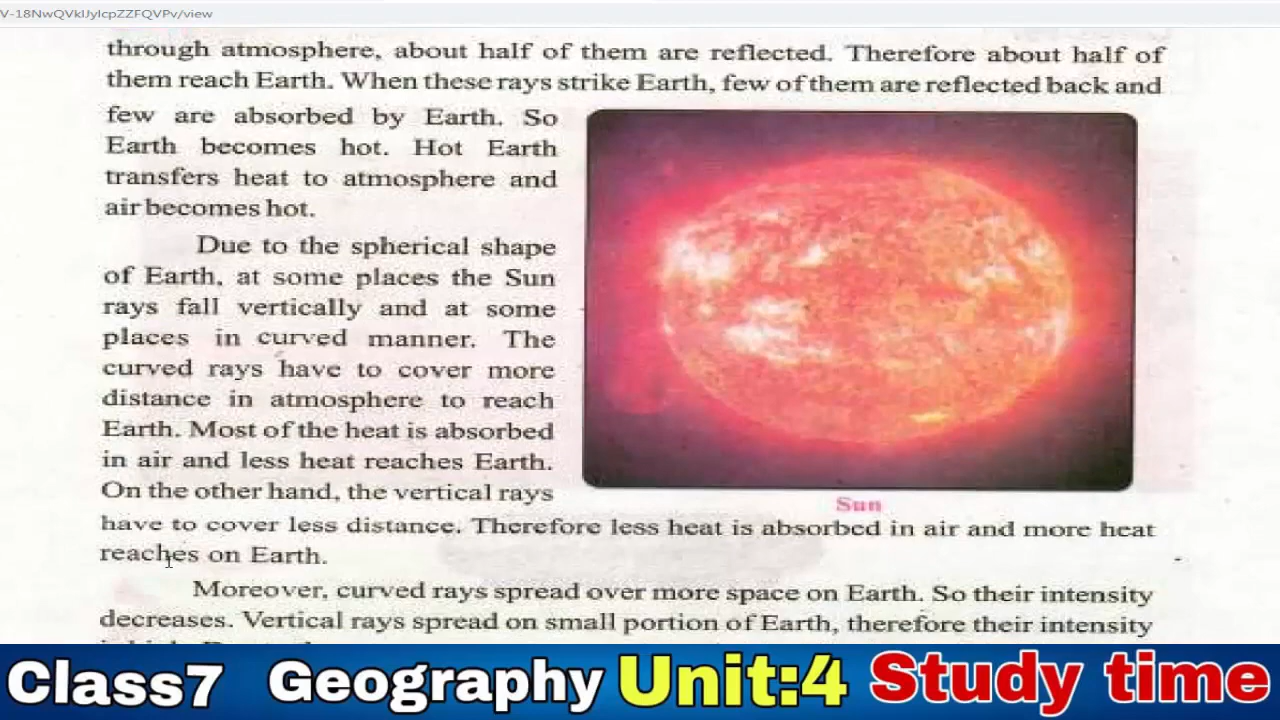 V-18NwQVkIJyIcpZZFQVPv/view
through atmosphere, about half of them are reflected. Therefore about half of
them reach Earth. When these rays strike Earth, few of them are reflected back and
few are absorbed by Earth. So
Earth becomes hot. Hot Earth
transfers heat to atmosphere and
air becomes hot.
Due to the spherical shape
of Earth, at some places the Sun
rays fall vertically and at some
places in curved manner. The
curved rays have to cover more
distance in atmosphere to reach
Earth. Most of the heat is absorbed
in air and less heat reaches Earth.
On the other hand, the vertical rays
Sun
have to cover less distance. Therefore less heat is absorbed in air and more heat
reaches on Earth.
Moreover, curved rays spread over more space on Earth. So their intensity
decreases. Vertical rays spread on small portion of Earth, therefore their intensity
Class7 Geography Unit:4 Study time